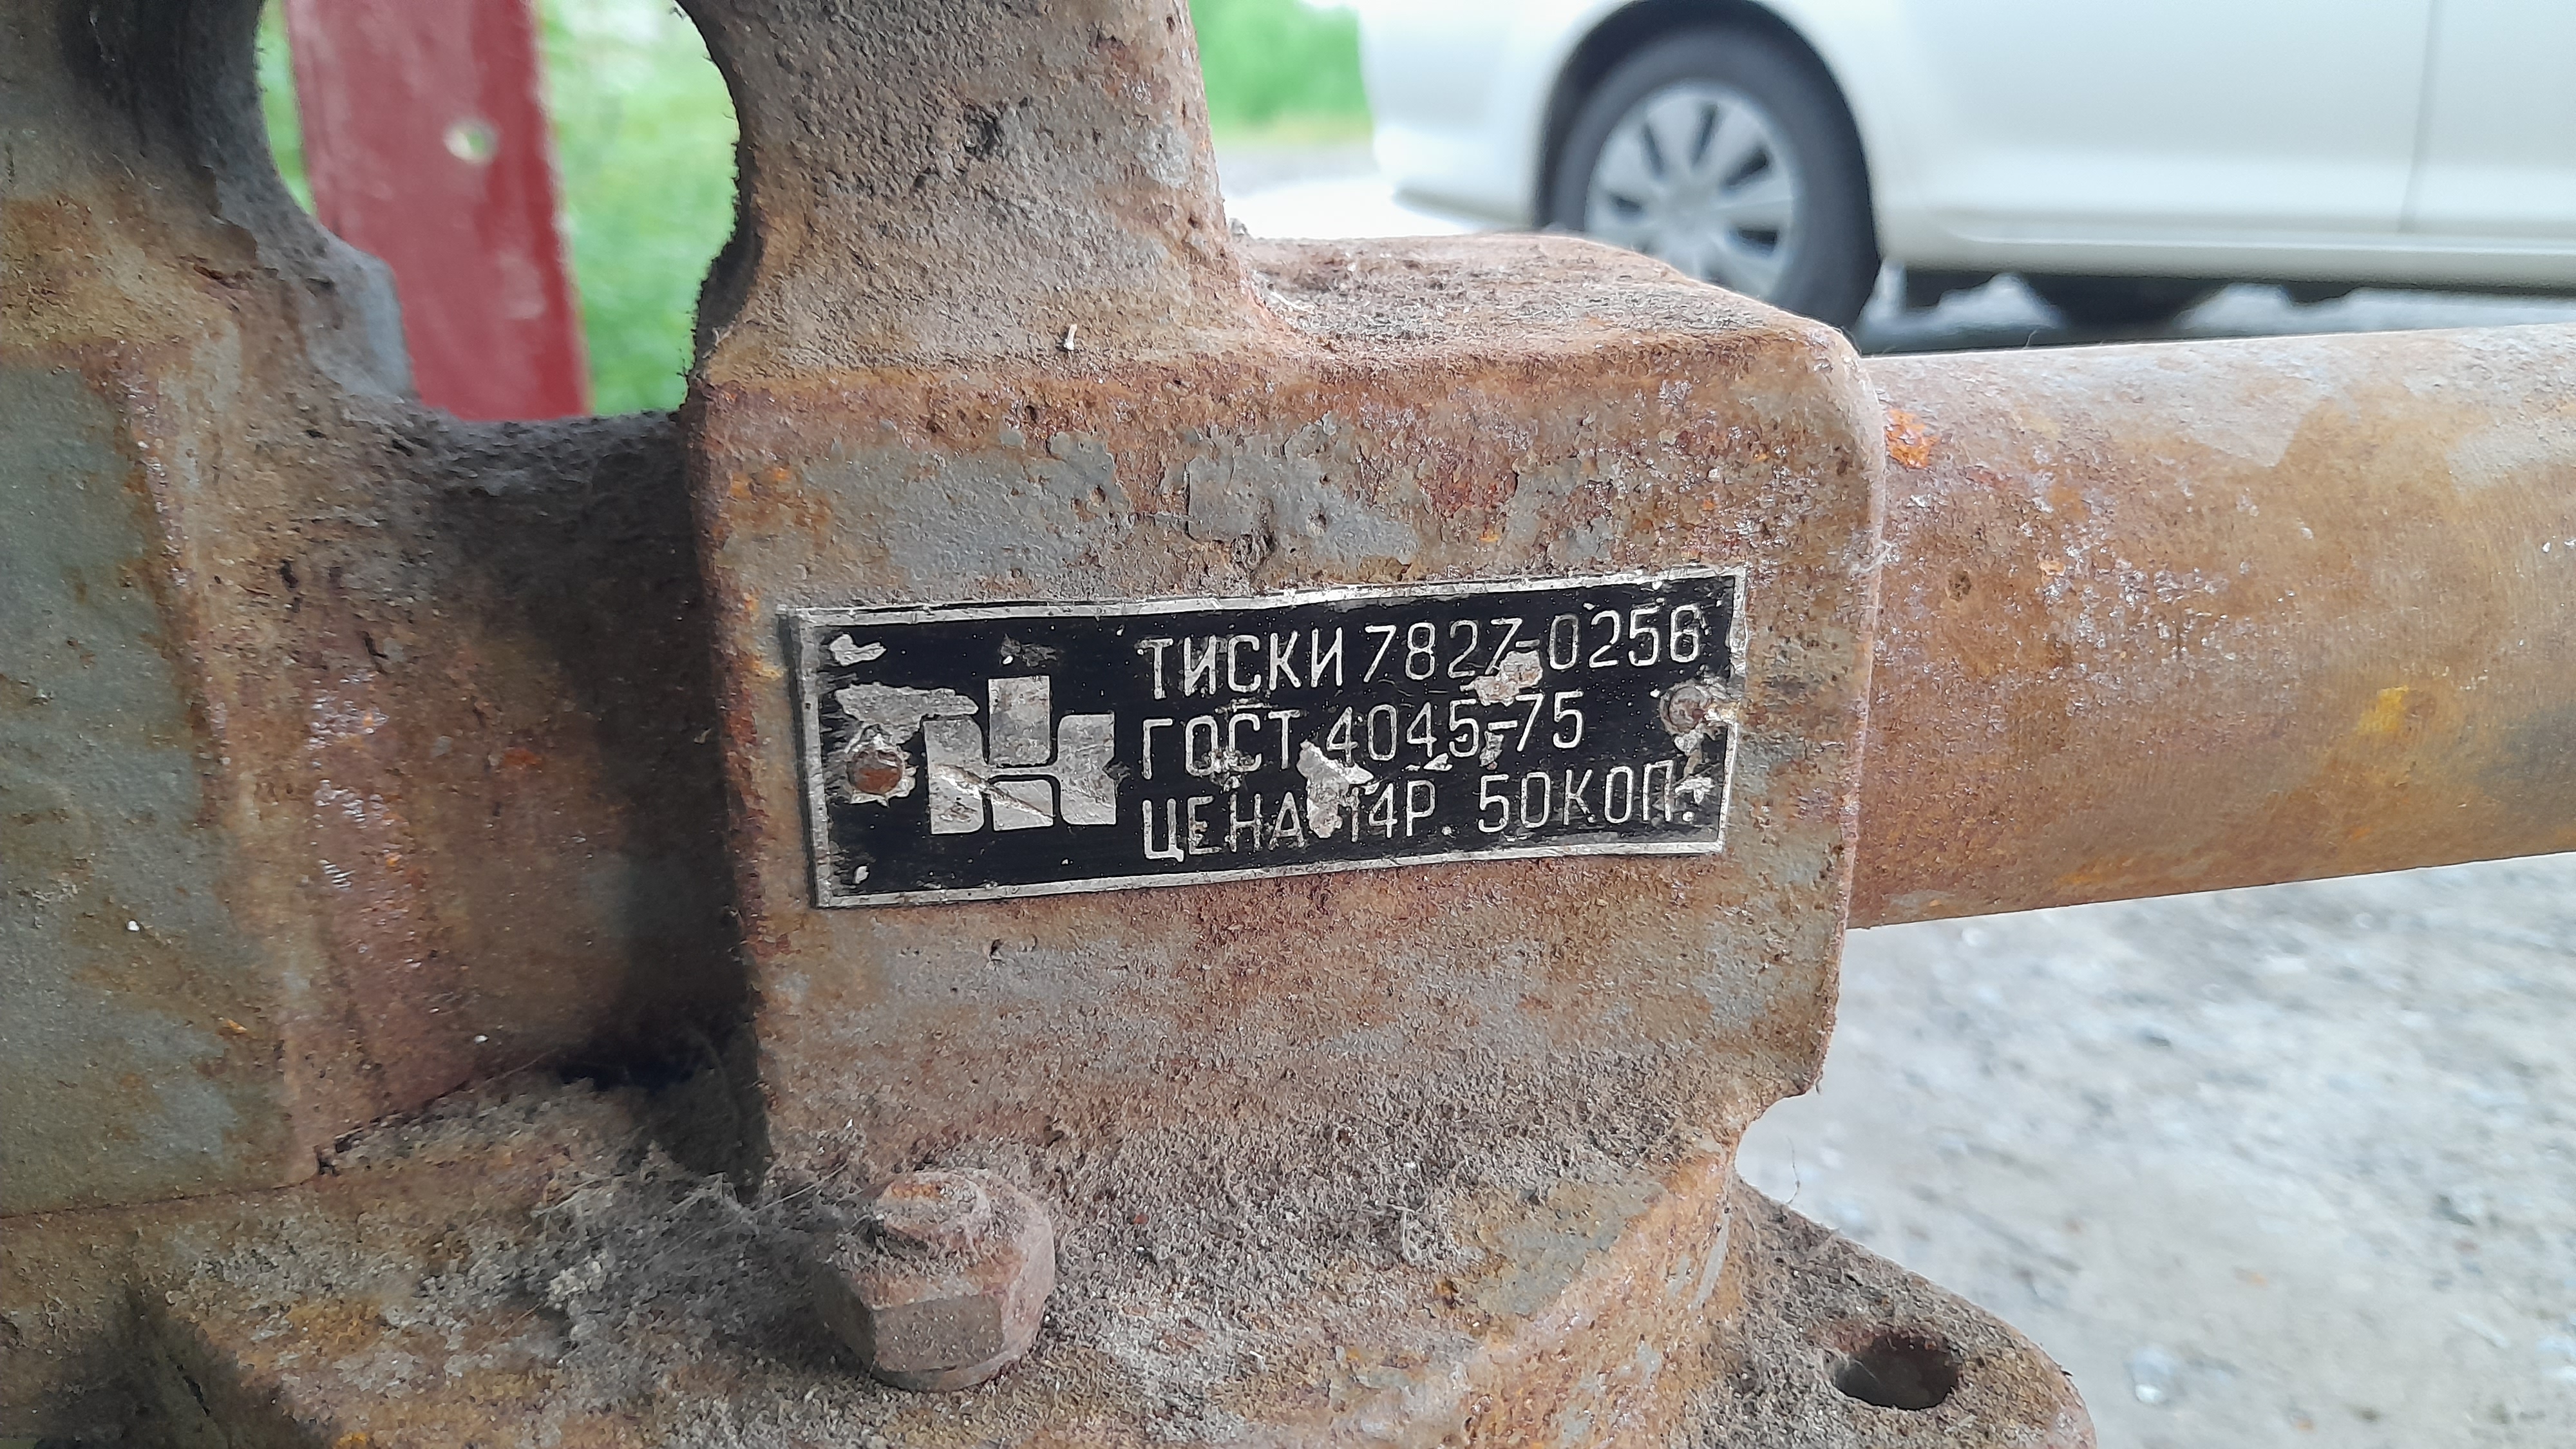 ТИСКИ 7827-0256
ГОСТ 4045-75
ЦЕНА 14Р. 50КОП.